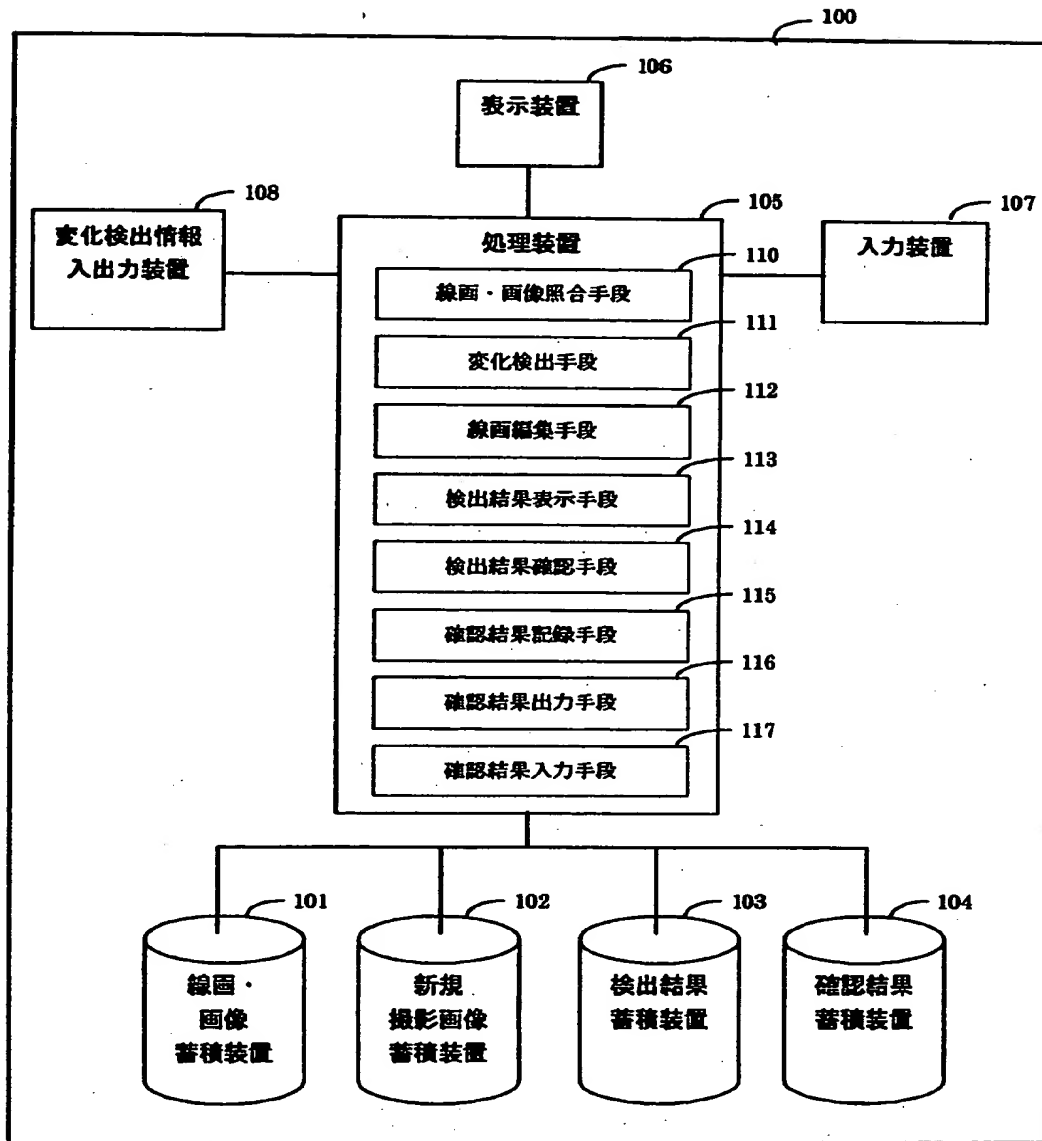 100
106
表示装置
108
変化検出情報
入出力装置
105
処理装置
107
入力装置
110
線画・画像照合手段
111
変化検出手段
112
線画編集手段
113
検出結果表示手段
114
検出結果確認手段
115
確認結果記録手段
116
確認結果出力手段
117
確認結果入力手段
101
線画・
画像
蓄積装置
102
新規
撮影画像
蓄積装置
103
検出結果
蓄積装置
104
確認結果
蓄積装置